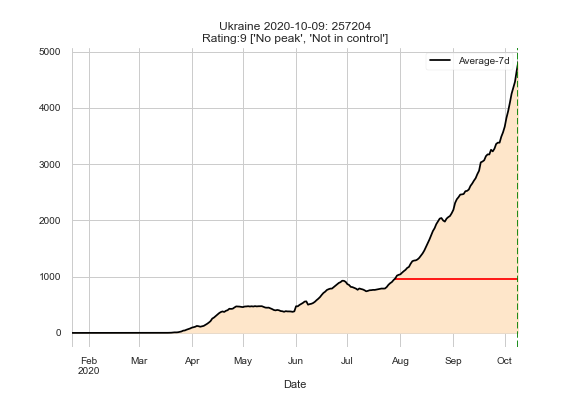 Ukraine 2020-10-09: 257204
Rating:9 ['No peak', 'Not in control']
Average-7d
5000
4000
3000
2000
1000
0
Feb Mar Apr May Jun Jul Aug Sep Oct
2020
Date